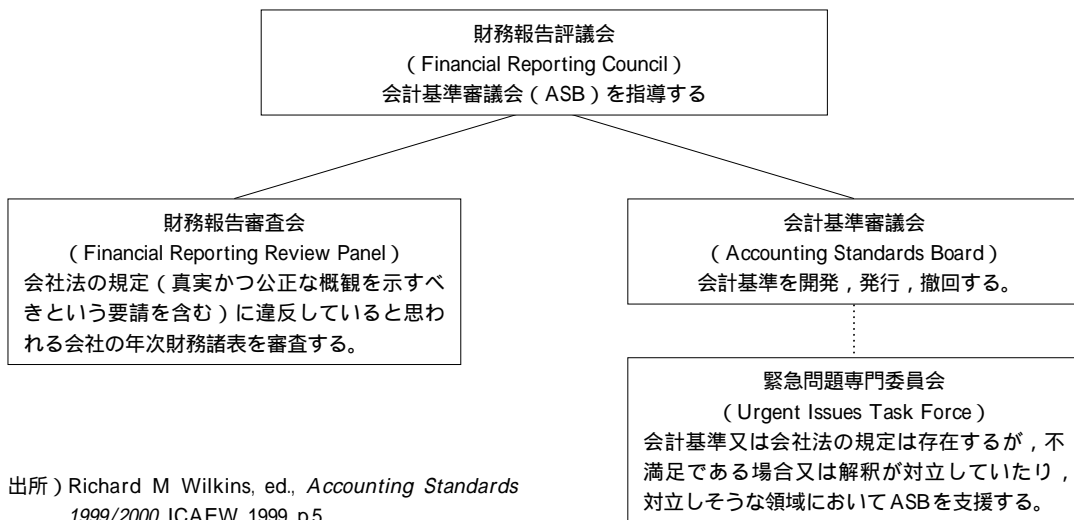 財務報告評議会
（Financial Reporting Council）
会計基準審議会（ASB）を指導する
財務報告審査会
（Financial Reporting Review Panel）
会社法の規定（真実かつ公正な概観を示すべ
きという要請を含む）に違反していると思わ
れる会社の年次財務諸表を審査する。
会計基準審議会
（Accounting Standards Board）
会計基準を開発，発行，撤回する。
緊急問題専門委員会
（Urgent Issues Task Force）
会計基準又は会社法の規定は存在するが，不
満足である場合又は解釈が対立していたり，
対立しそうな領域においてASBを支援する。
出所）Richard M Wilkins, ed., Accounting Standards
1999/2000, ICAEW, 1999, p.5.